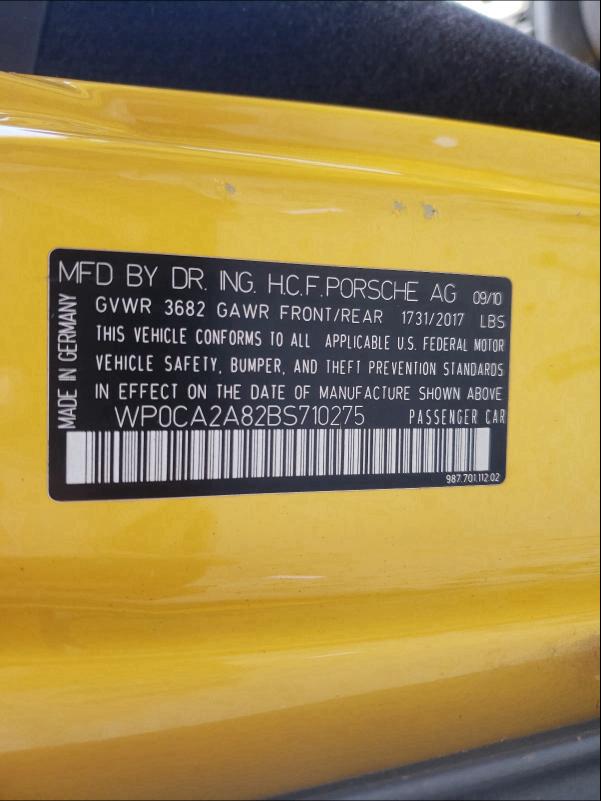 MFD BY DR. ING. H.C.F. PORSCHE AG 09/10
GVWR 3682 GAWR FRONT/REAR 1731/2017 LBS
THIS VEHICLE CONFORMS TO ALL APPLICABLE U.S. FEDERAL MOTOR
VEHICLE SAFETY, BUMPER, AND THEFT PREVENTION STANDARDS
IN EFFECT ON THE DATE OF MANUFACTURE SHOWN ABOVE
WP0CA2A82BS710275 PASSENGER CAR
987.701.112.02
MADE IN GERMANY